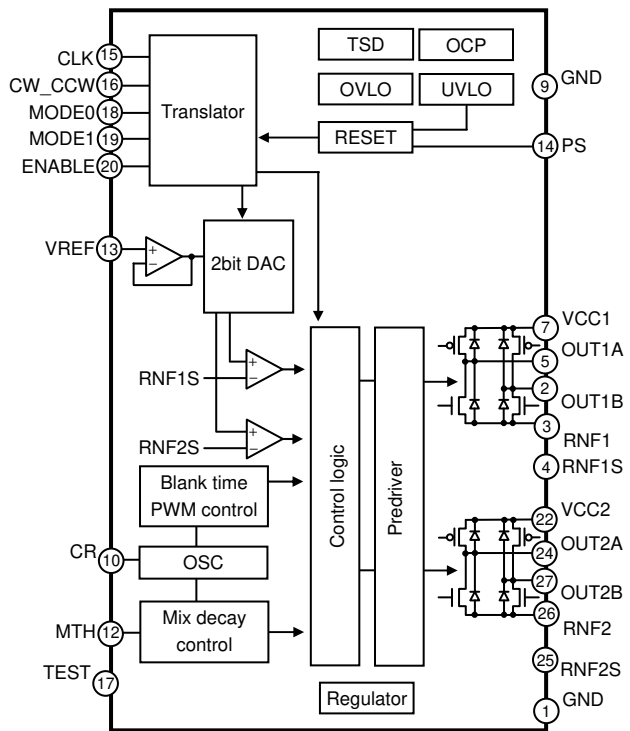 CLK 15
CW_CCW 16
MODE0 18
MODE1 19
ENABLE 20
Translator
TSD
OCP
OVLO
UVLO
RESET
9 GND
14 PS
VREF 13
+
−
2bit DAC
RNF1S
+
−
RNF2S
+
−
Blank time
PWM control
CR 10
OSC
MTH 12
Mix decay
control
TEST
17
Control logic
Predriver
Regulator
7 VCC1
5 OUT1A
2
OUT1B
3
RNF1
4 RNF1S
22 VCC2
24 OUT2A
27
OUT2B
26
RNF2
25
RNF2S
1 GND